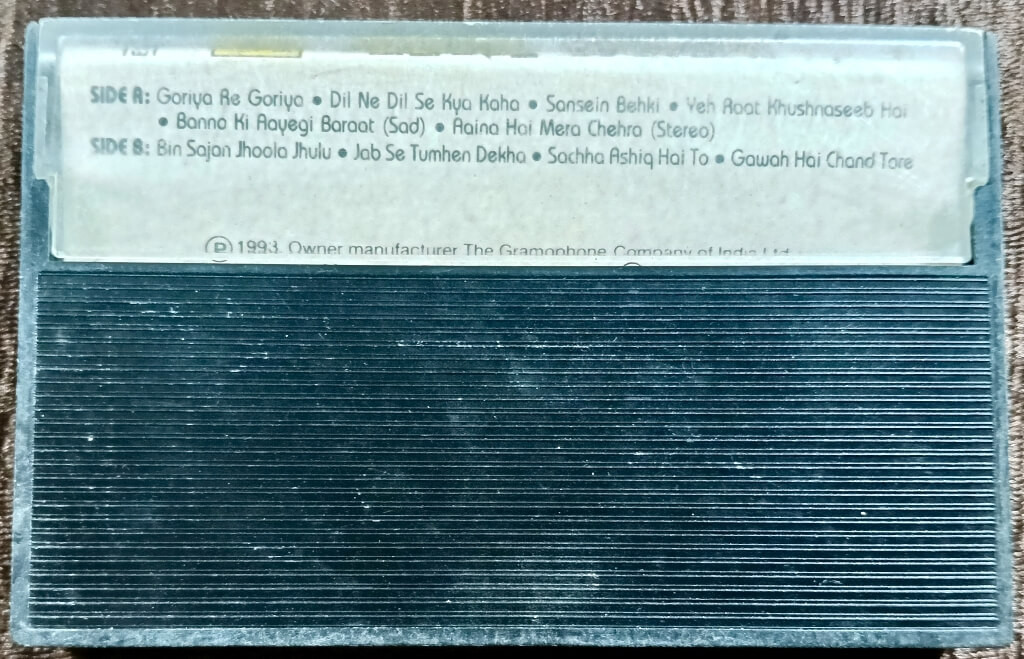 SIDE A: Goriya Re Goriya • Dil Ne Dil Se Kya Kaha • Sansein Behki • Yeh Raat Khushnaseeb Hai
• Banno Ki Aayegi Baraat (Sad) • Aaina Hai Mera Chehra (Stereo)
SIDE B: Bin Sajan Jhoola Jhulu • Jab Se Tumhen Dekha • Sachha Ashiq Hai To • Gawah Hai Chand Tare
℗ 1993. Owner manufacturer The Gramophone Company of India Ltd